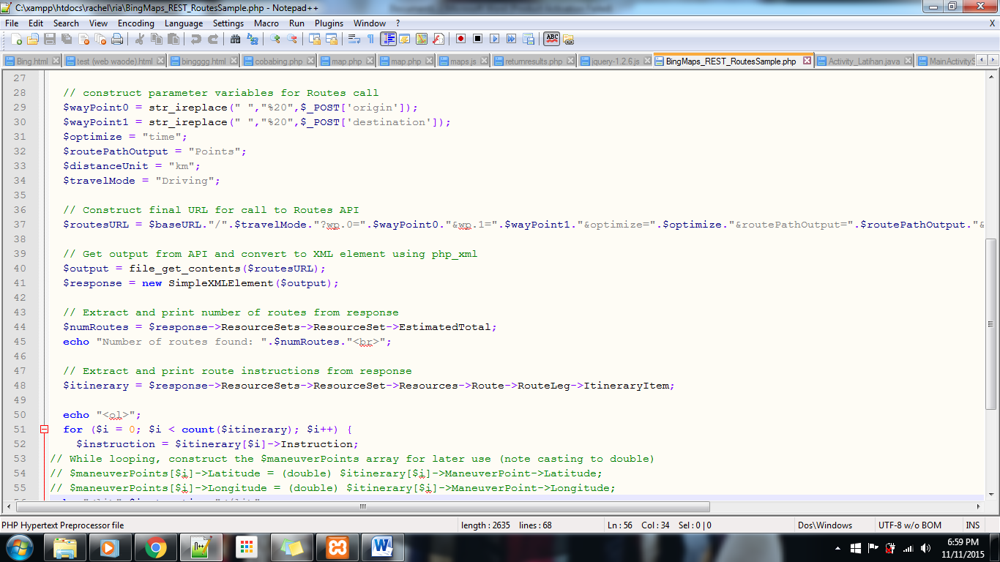 C:\xampp\htdocs\rachel\ria\BingMaps_REST_RoutesSample.php - Notepad++
File Edit Search View Encoding Language Settings Macro Run Plugins Window ? X
ABC
Bing.html test (web waode).html bingggg.html cobabing.php map.php map.php maps.js returnresults.php jquery-1.2.6.js BingMaps_REST_RoutesSample.php Activity_Latihan.java MainActivityS
27
28 // construct parameter variables for Routes call
29 $wayPoint0 = str_ireplace(" ","%20",$_POST['origin']);
30 $wayPoint1 = str_ireplace(" ","%20",$_POST['destination']);
31 $optimize = "time";
32 $routePathOutput = "Points";
33 $distanceUnit = "km";
34 $travelMode = "Driving";
35
36 // Construct final URL for call to Routes API
37 $routesURL = $baseURL."/".$travelMode."?wp.0=".$wayPoint0."&wp.1=".$wayPoint1."&optimize=".$optimize."&routePathOutput=".$routePathOutput."&
38
39 // Get output from API and convert to XML element using php_xml
40 $output = file_get_contents($routesURL);
41 $response = new SimpleXMLElement($output);
42
43 // Extract and print number of routes from response
44 $numRoutes = $response->ResourceSets->ResourceSet->EstimatedTotal;
45 echo "Number of routes found: ".$numRoutes."<br>";
46
47 // Extract and print route instructions from response
48 $itinerary = $response->ResourceSets->ResourceSet->Resources->Route->RouteLeg->ItineraryItem;
49
50 echo "<ol>";
51 for ($i = 0; $i < count($itinerary); $i++) {
52 $instruction = $itinerary[$i]->Instruction;
53 // While looping, construct the $maneuverPoints array for later use (note casting to double)
54 // $maneuverPoints[$i]->Latitude = (double) $itinerary[$i]->ManeuverPoint->Latitude;
55 // $maneuverPoints[$i]->Longitude = (double) $itinerary[$i]->ManeuverPoint->Longitude;
PHP Hypertext Preprocessor file length : 2635 lines : 68 Ln : 56 Col : 34 Sel : 0 | 0 Dos\Windows UTF-8 w/o BOM INS
6:59 PM
11/11/2015